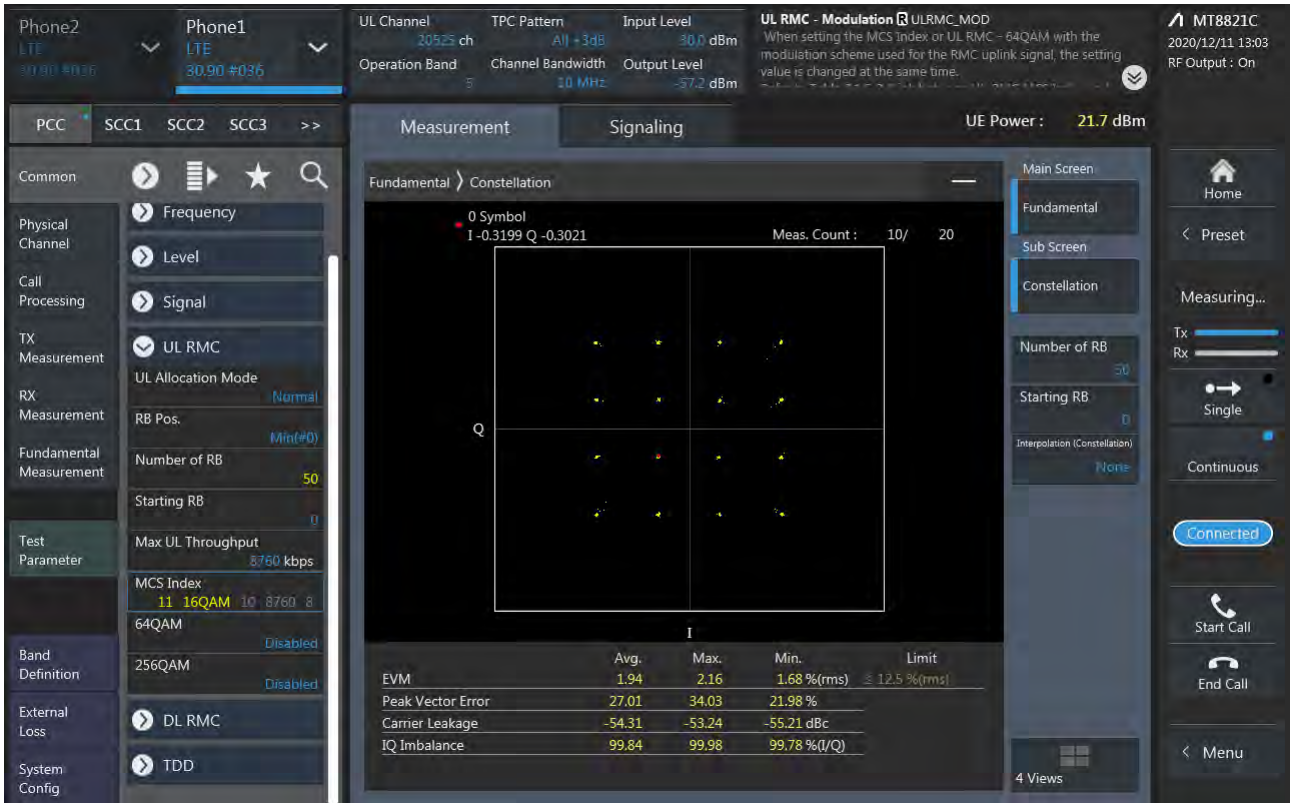 Phone2
LTE
30.90 #036
Phone1
LTE
30.90 #036
UL Channel
20525 ch
TPC Pattern
All +3dB
Input Level
30.0 dBm
Operation Band
5
Channel Bandwidth
10 MHz
Output Level
-57.2 dBm
UL RMC - Modulation R ULRMC_MOD
When setting the MCS Index or UL RMC - 64QAM with the
modulation scheme used for the RMC uplink signal, the setting
value is changed at the same time.
MT8821C
2020/12/11 13:03
RF Output : On
PCC SCC1 SCC2 SCC3 >>
Measurement
Signaling
UE Power : 21.7 dBm
Common
Physical
Channel
Call
Processing
TX
Measurement
RX
Measurement
Fundamental
Measurement
Test
Parameter
Band
Definition
External
Loss
System
Config
Frequency
Level
Signal
UL RMC
UL Allocation Mode
Normal
RB Pos.
Min(#0)
Number of RB
50
Starting RB
0
Max UL Throughput
8760 kbps
MCS Index
11 16QAM 10 8760 8
64QAM
Disabled
256QAM
Disabled
DL RMC
TDD
Fundamental 〉 Constellation
0 Symbol
I -0.3199 Q -0.3021
Meas. Count : 10/ 20
Q
I
Avg. Max. Min. Limit
EVM 1.94 2.16 1.68 %(rms) ≤ 12.5 %(rms)
Peak Vector Error 27.01 34.03 21.98 %
Carrier Leakage -54.31 -53.24 -55.21 dBc
IQ Imbalance 99.84 99.98 99.78 %(I/Q)
Main Screen
Fundamental
Sub Screen
Constellation
Number of RB
50
Starting RB
0
Interpolation (Constellation)
None
4 Views
Home
< Preset
Measuring...
Tx
Rx
Single
Continuous
Connected
Start Call
End Call
< Menu